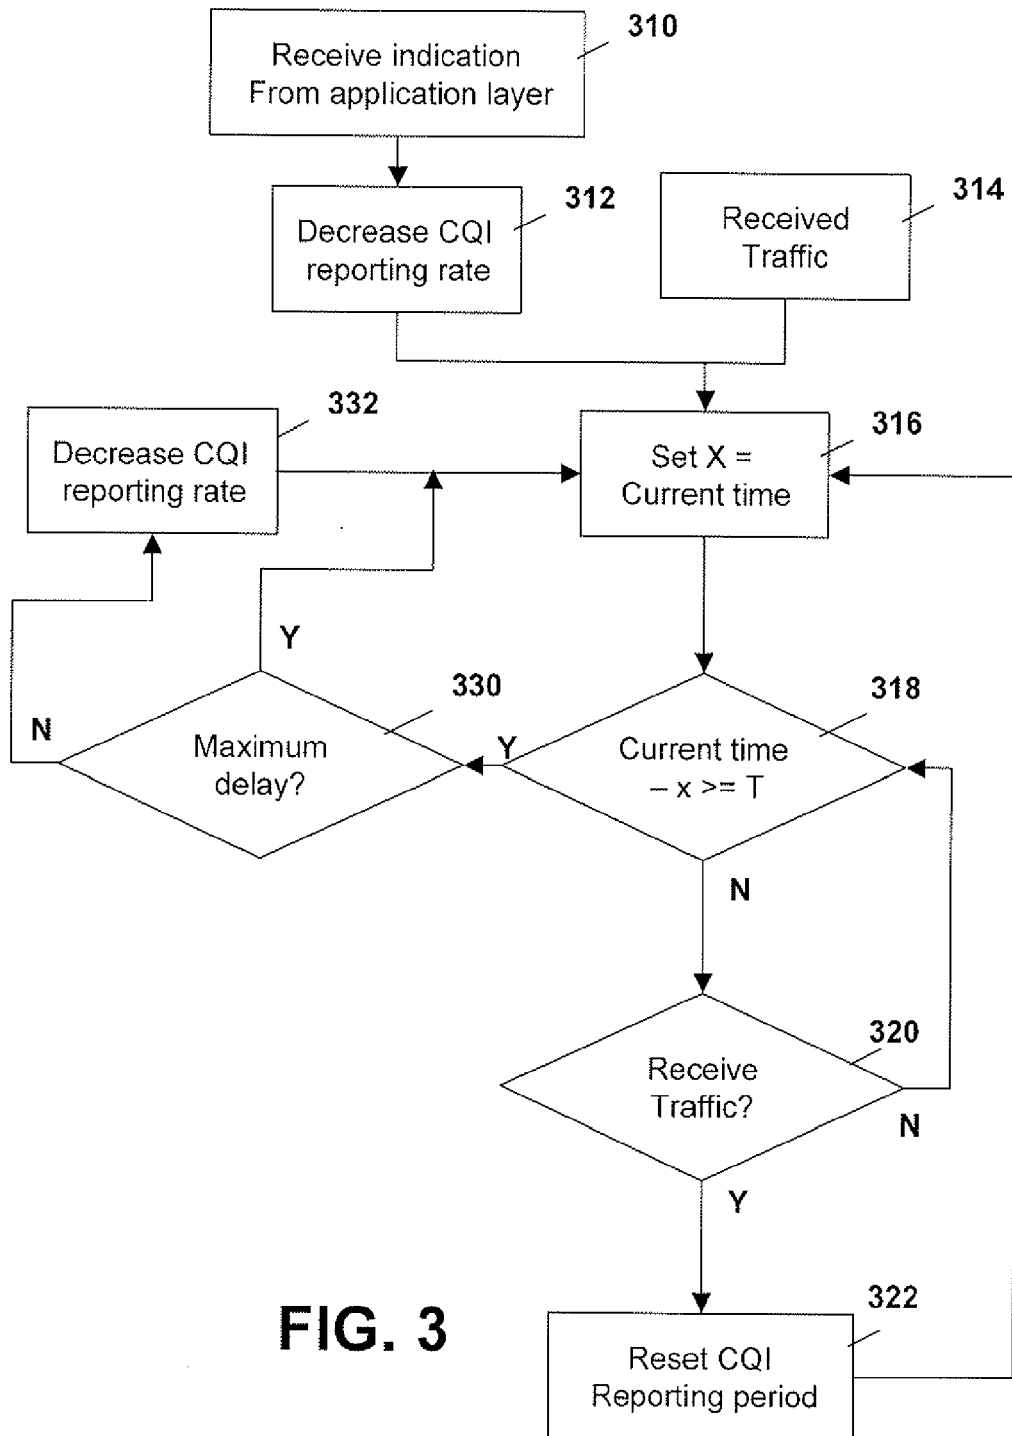 310
Receive indication
From application layer
312
Decrease CQI
reporting rate
314
Received
Traffic
332
Decrease CQI
reporting rate
316
Set X =
Current time
Y
N
330
Maximum
delay?
Y
318
Current time
– x >= T
N
320
Receive
Traffic?
N
Y
322
Reset CQI
Reporting period
FIG. 3